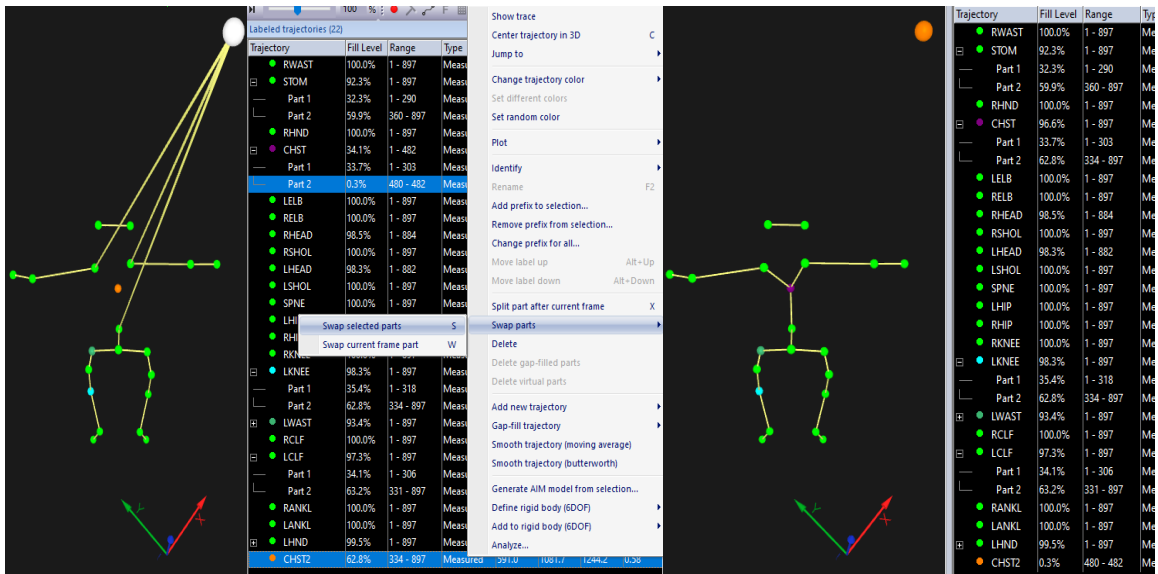 100 %
F
Labeled trajectories (22)
Trajectory Fill Level Range Type
RWAST 100.0% 1 - 897 Measu
STOM 92.3% 1 - 897 Measu
Part 1 32.3% 1 - 290 Measu
Part 2 59.9% 360 - 897 Measu
RHND 100.0% 1 - 897 Measu
CHST 34.1% 1 - 482 Measu
Part 1 33.7% 1 - 303 Measu
Part 2 0.3% 480 - 482 Measu
LELB 100.0% 1 - 897 Measu
RELB 100.0% 1 - 897 Measu
RHEAD 98.5% 1 - 884 Measu
RSHOL 100.0% 1 - 897 Measu
LHEAD 98.3% 1 - 882 Measu
LSHOL 100.0% 1 - 897 Measu
SPNE 100.0% 1 - 897 Measu
LHI
RHI
RKNEE
LKNEE 98.3% 1 - 897 Measu
Part 1 35.4% 1 - 318 Measu
Part 2 62.8% 334 - 897 Measu
LWAST 93.4% 1 - 897 Measu
RCLF 100.0% 1 - 897 Measu
LCLF 97.3% 1 - 897 Measu
Part 1 34.1% 1 - 306 Measu
Part 2 63.2% 331 - 897 Measu
RANKL 100.0% 1 - 897 Measu
LANKL 100.0% 1 - 897 Measu
LHND 99.5% 1 - 897 Measu
CHST2 62.8% 334 - 897 Measured 591.0 1081.7 1244.2 0.58
Swap selected parts S
Swap current frame part W
Show trace
Center trajectory in 3D C
Jump to
Change trajectory color
Set different colors
Set random color
Plot
Identify
Rename F2
Add prefix to selection...
Remove prefix from selection...
Change prefix for all...
Move label up Alt+Up
Move label down Alt+Down
Split part after current frame X
Swap parts
Delete
Delete gap-filled parts
Delete virtual parts
Add new trajectory
Gap-fill trajectory
Smooth trajectory (moving average)
Smooth trajectory (butterworth)
Generate AIM model from selection...
Define rigid body (6DOF)
Add to rigid body (6DOF)
Analyze...
Y
X
Y
X
Trajectory Fill Level Range Typ
RWAST 100.0% 1 - 897 Me
STOM 92.3% 1 - 897 Me
Part 1 32.3% 1 - 290 Me
Part 2 59.9% 360 - 897 Me
RHND 100.0% 1 - 897 Me
CHST 96.6% 1 - 897 Me
Part 1 33.7% 1 - 303 Me
Part 2 62.8% 334 - 897 Me
LELB 100.0% 1 - 897 Me
RELB 100.0% 1 - 897 Me
RHEAD 98.5% 1 - 884 Me
RSHOL 100.0% 1 - 897 Me
LHEAD 98.3% 1 - 882 Me
LSHOL 100.0% 1 - 897 Me
SPNE 100.0% 1 - 897 Me
LHIP 100.0% 1 - 897 Me
RHIP 100.0% 1 - 897 Me
RKNEE 100.0% 1 - 897 Me
LKNEE 98.3% 1 - 897 Me
Part 1 35.4% 1 - 318 Me
Part 2 62.8% 334 - 897 Me
LWAST 93.4% 1 - 897 Me
RCLF 100.0% 1 - 897 Me
LCLF 97.3% 1 - 897 Me
Part 1 34.1% 1 - 306 Me
Part 2 63.2% 331 - 897 Me
RANKL 100.0% 1 - 897 Me
LANKL 100.0% 1 - 897 Me
LHND 99.5% 1 - 897 Me
CHST2 0.3% 480 - 482 Me